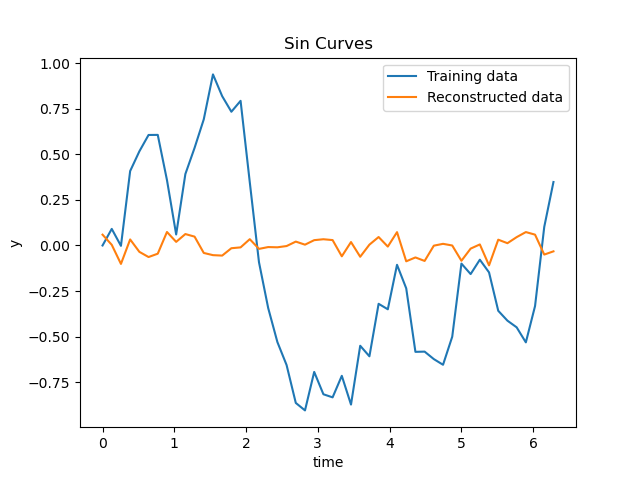 Sin Curves
Training data
Reconstructed data
1.00
0.75
0.50
0.25
0.00
−0.25
−0.50
−0.75
y
0 1 2 3 4 5 6
time